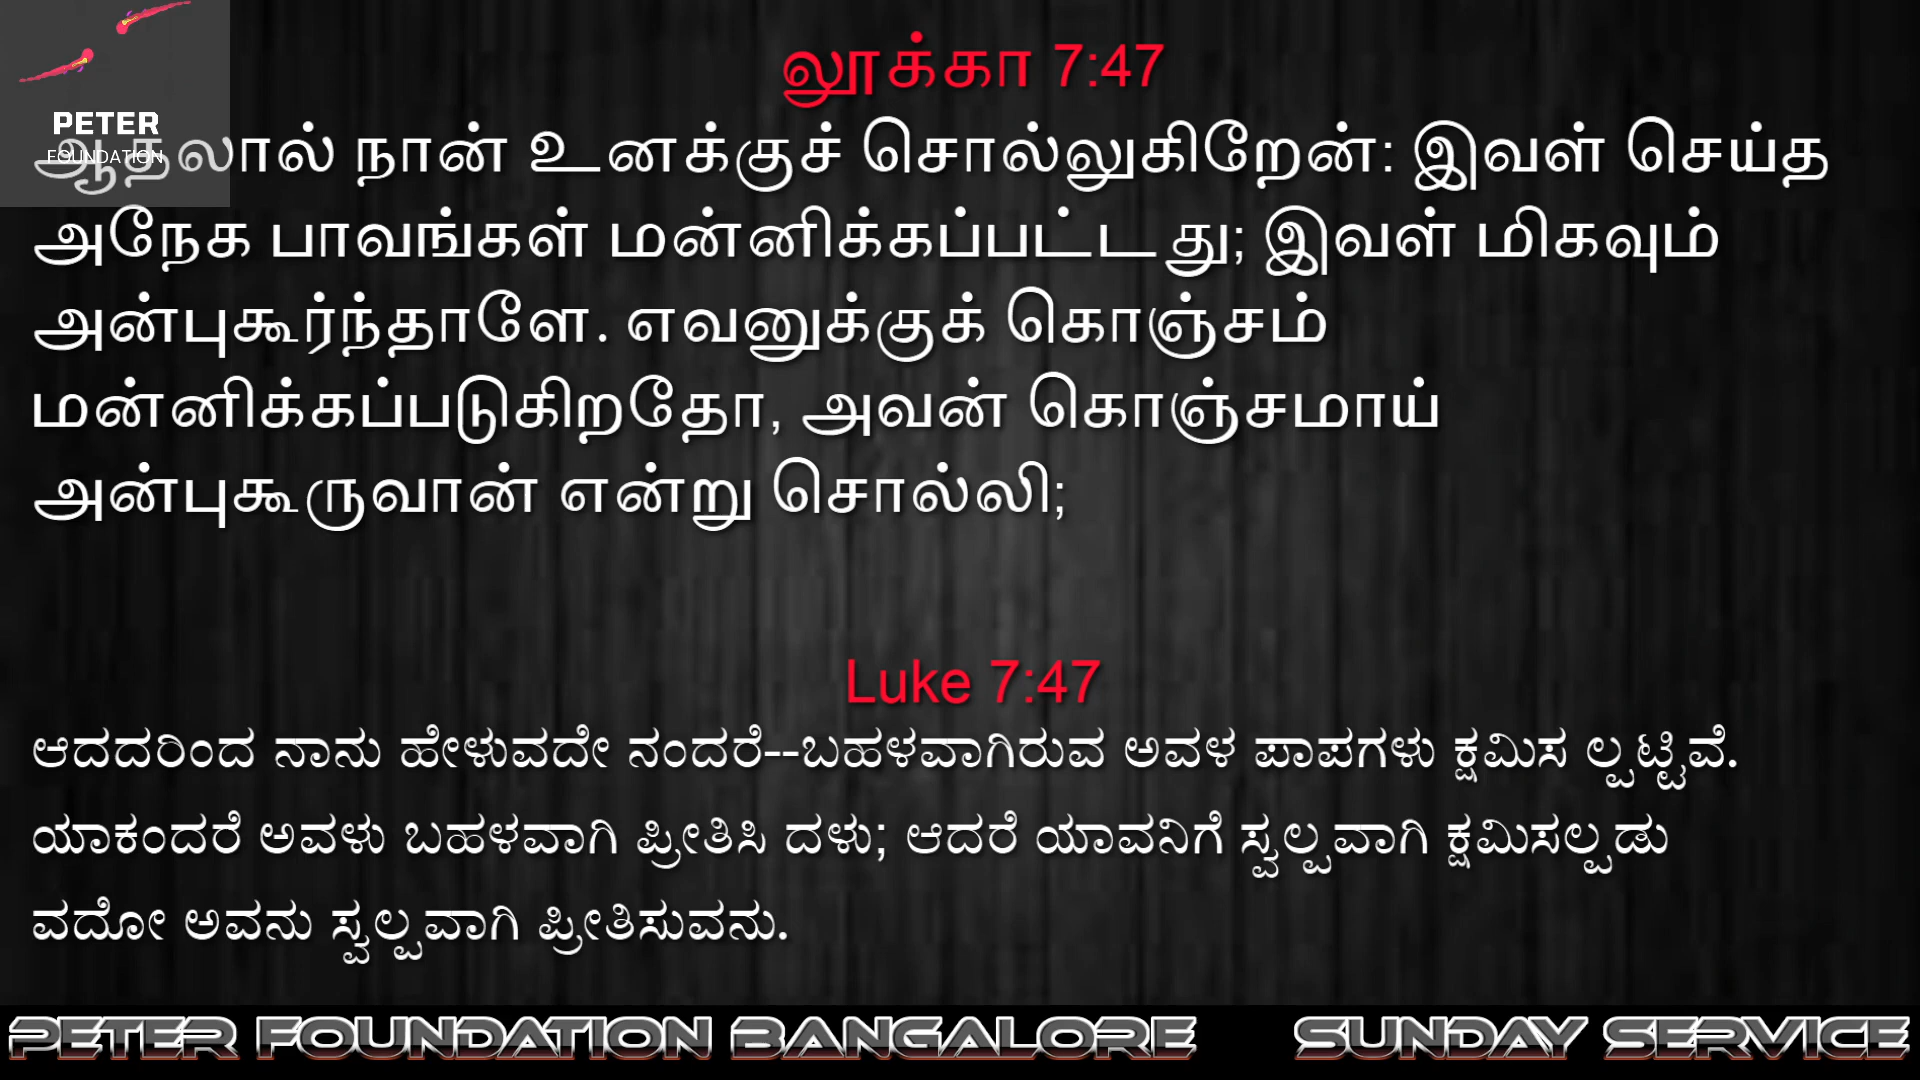 லூக்கா 7:47
PETER
FOUNDATION
ஆதலால் நான் உனக்குச் சொல்லுகிறேன்: இவள் செய்த
அநேக பாவங்கள் மன்னிக்கப்பட்டது; இவள் மிகவும்
அன்புகூர்ந்தாளே. எவனுக்குக் கொஞ்சம்
மன்னிக்கப்படுகிறதோ, அவன் கொஞ்சமாய்
அன்புகூருவான் என்று சொல்லி;
Luke 7:47
ಆದದರಿಂದ ನಾನು ಹೇಳುವದೇ ನಂದರೆ--ಬಹಳವಾಗಿರುವ ಅವಳ ಪಾಪಗಳು ಕ್ಷಮಿಸ ಲ್ಪಟ್ಟಿವೆ.
ಯಾಕಂದರೆ ಅವಳು ಬಹಳವಾಗಿ ಪ್ರೀತಿಸಿ ದಳು; ಆದರೆ ಯಾವನಿಗೆ ಸ್ವಲ್ಪವಾಗಿ ಕ್ಷಮಿಸಲ್ಪಡು
ವದೋ ಅವನು ಸ್ವಲ್ಪವಾಗಿ ಪ್ರೀತಿಸುವನು.
PETER FOUNDATION BANGALORE SUNDAY SERVICE